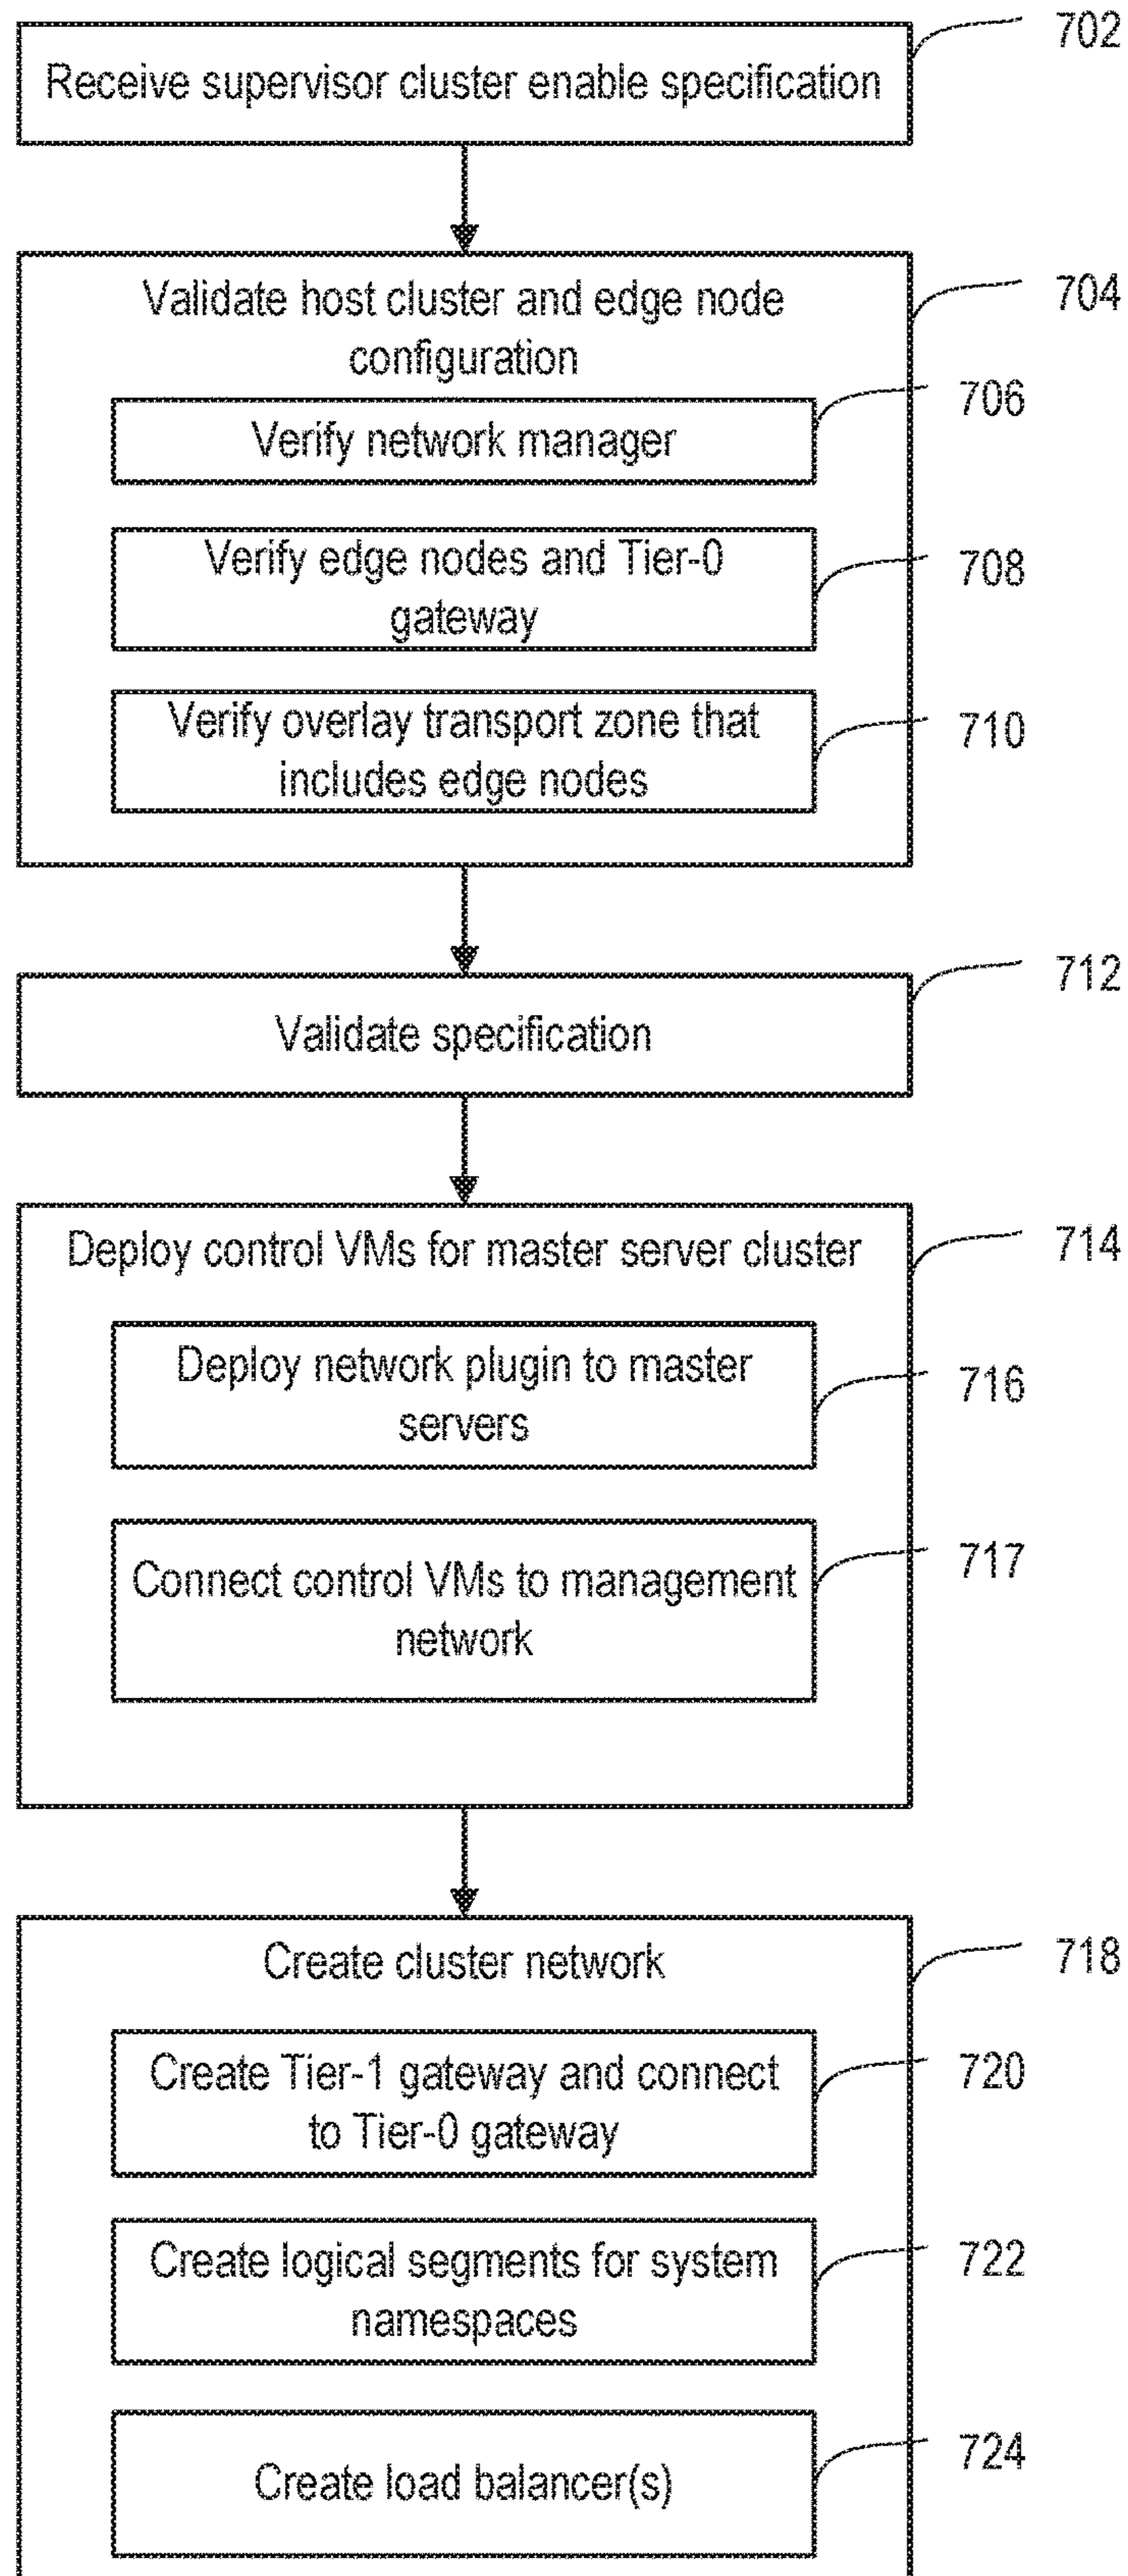 702
Receive supervisor cluster enable specification
704
Validate host cluster and edge node
configuration
706
Verify network manager
708
Verify edge nodes and Tier-0
gateway
710
Verify overlay transport zone that
includes edge nodes
712
Validate specification
714
Deploy control VMs for master server cluster
716
Deploy network plugin to master
servers
717
Connect control VMs to management
network
718
Create cluster network
720
Create Tier-1 gateway and connect
to Tier-0 gateway
722
Create logical segments for system
namespaces
724
Create load balancer(s)